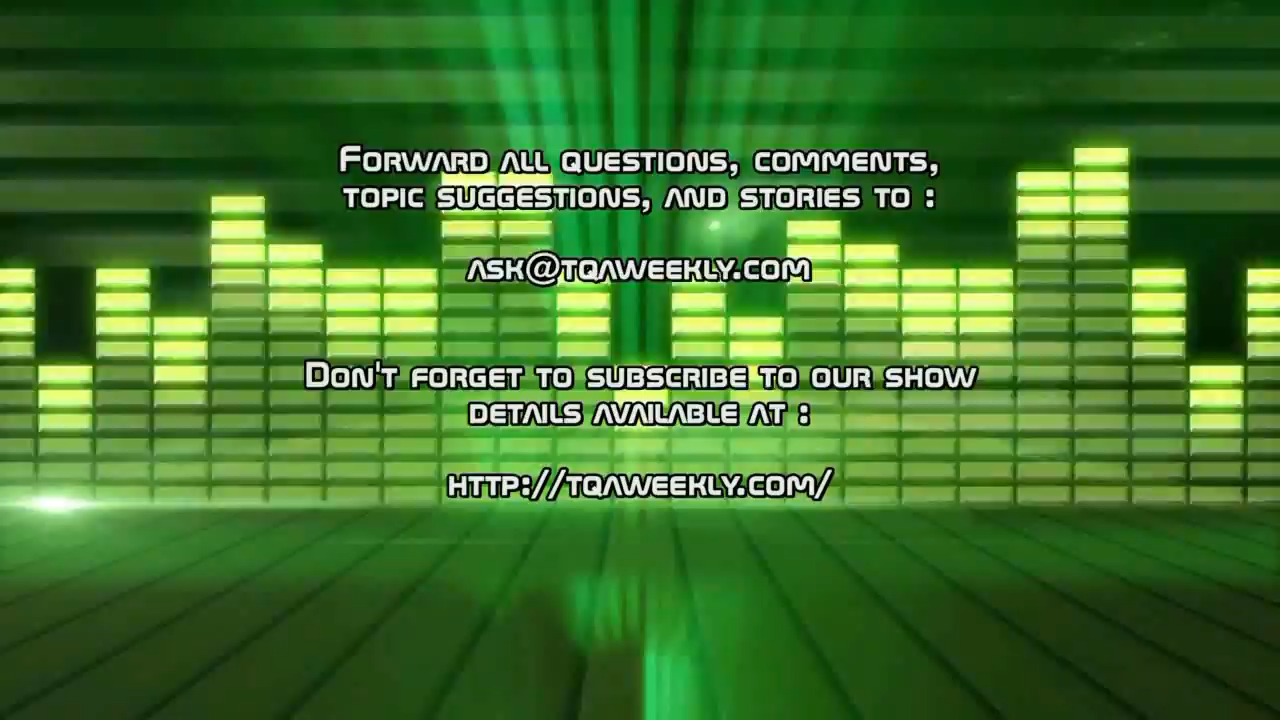 Forward all questions, comments,
topic suggestions, and stories to :
ask@tqaweekly.com
Don't forget to subscribe to our show
details available at :
http://tqaweekly.com/